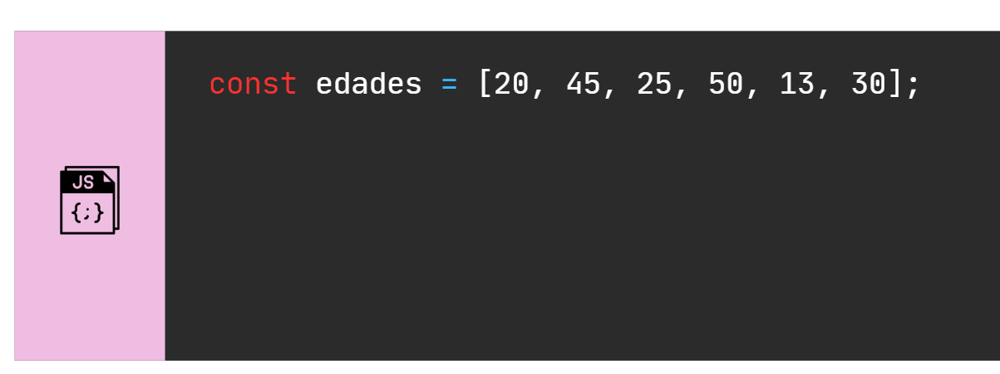 const edades = [20, 45, 25, 50, 13, 30];
JS
{;}